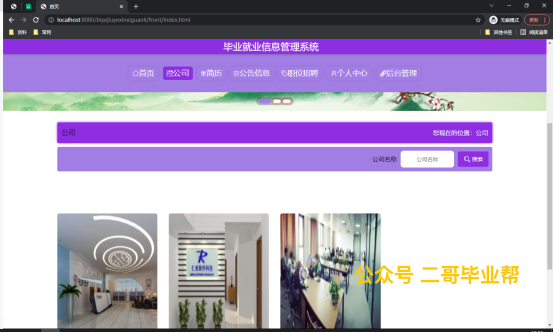 首页
localhost:8080/biyejiuyexinxiguanli/front/index.html
无痕模式
更新
资料
常用
其他书签
阅读清单
毕业就业信息管理系统
首页
公司
简历
公告信息
职位招聘
个人中心
后台管理
公司
您现在的位置：公司
公司名称
公司名称
搜索
公众号 二哥毕业帮